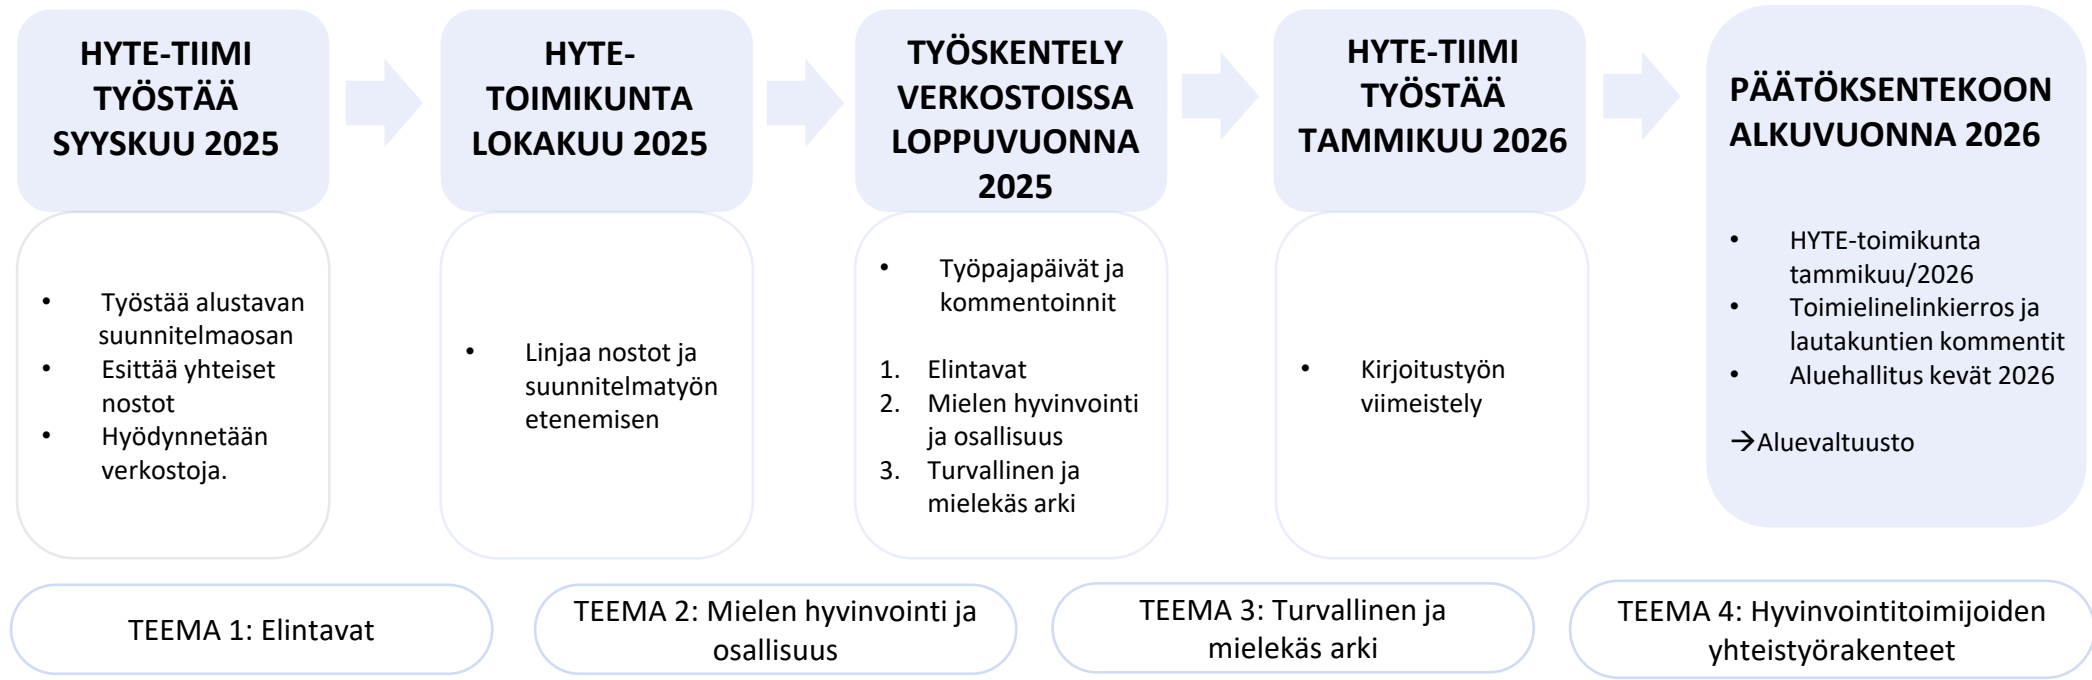 HYTE-TIIMI
TYÖSTÄÄ
SYYSKUU 2025
• Työstää alustavan
suunnitelmaosan
• Esittää yhteiset
nostot
• Hyödynnetään
verkostoja.
HYTE-
TOIMIKUNTA
LOKAKUU 2025
• Linjaa nostot ja
suunnitelmatyön
etenemisen
TYÖSKENTELY
VERKOSTOISSA
LOPPUVUONNA
2025
• Työpajapäivät ja
kommentoinnit
1. Elintavat
2. Mielen hyvinvointi
ja osallisuus
3. Turvallinen ja
mielekäs arki
HYTE-TIIMI
TYÖSTÄÄ
TAMMIKUU 2026
• Kirjoitustyön
viimeistely
PÄÄTÖKSENTEKOON
ALKUVUONNA 2026
• HYTE-toimikunta
tammikuu/2026
• Toimielinelinkierros ja
lautakuntien kommentit
• Aluehallitus kevät 2026
→Aluevaltuusto
TEEMA 1: Elintavat
TEEMA 2: Mielen hyvinvointi ja
osallisuus
TEEMA 3: Turvallinen ja
mielekäs arki
TEEMA 4: Hyvinvointitoimijoiden
yhteistyörakenteet